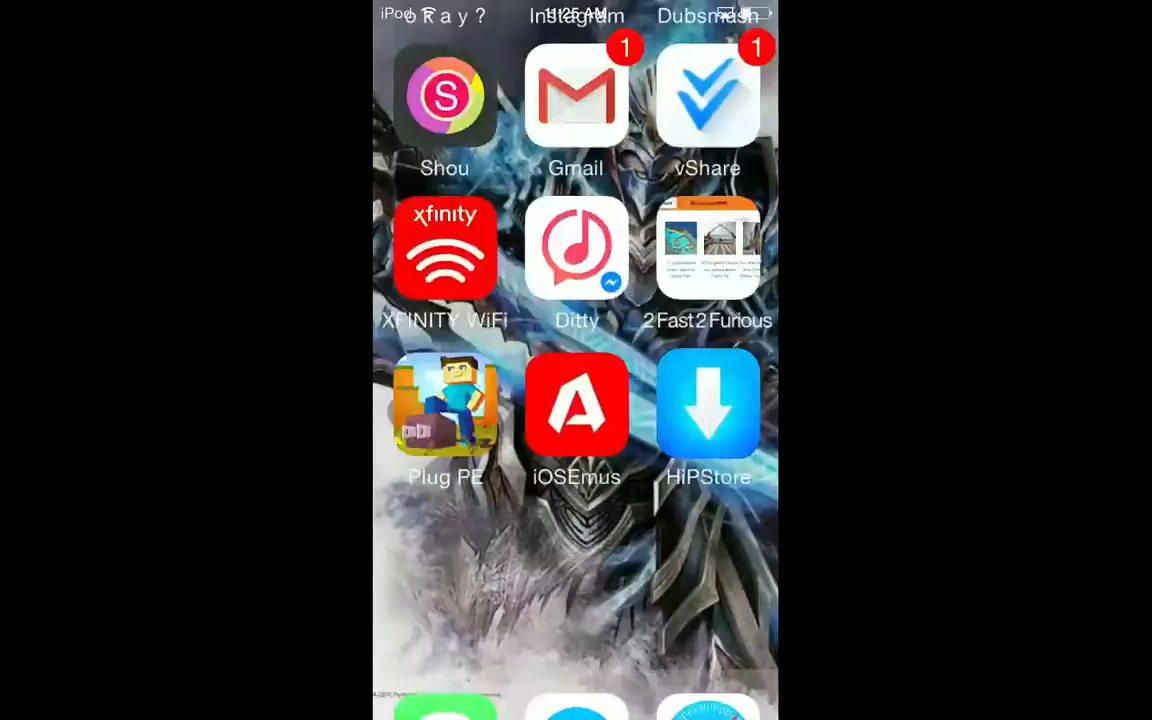 iPod 11:25 AM
o k a y ? Instagram Dubsmash
1 1
S
Shou Gmail vShare
xfinity
XFINITY WiFi Ditty 2Fast2Furious
Plug PE iOSEmus HiPStore